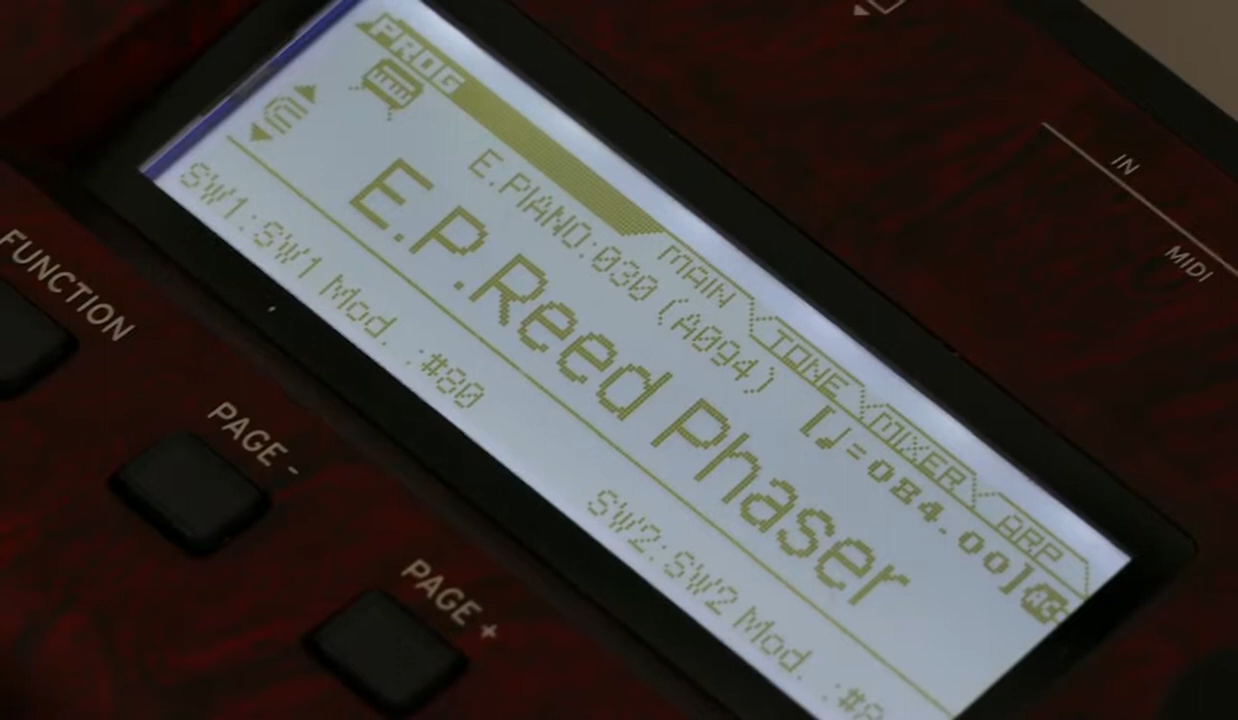 PROG MAIN TONE MIXER ARP
E.PIANO:030 (A094) [♩=084.00]
E.P.Reed Phaser
SW1:SW1 Mod. :#80
SW2:SW2 Mod.
FUNCTION
PAGE -
PAGE +
IN
MIDI